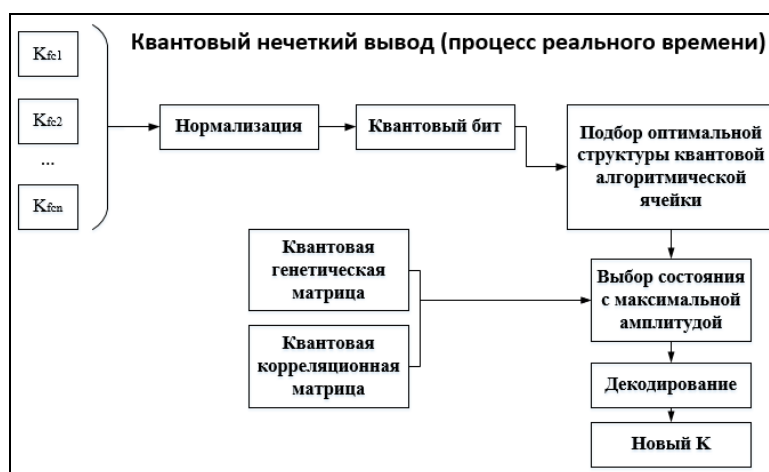 Квантовый нечеткий вывод (процесс реального времени)
Kfc1
Kfc2
...
Kfcn
Нормализация
Квантовый бит
Подбор оптимальной
структуры квантовой
алгоритмической
ячейки
Квантовая
генетическая
матрица
Квантовая
корреляционная
матрица
Выбор состояния
с максимальной
амплитудой
Декодирование
Новый K